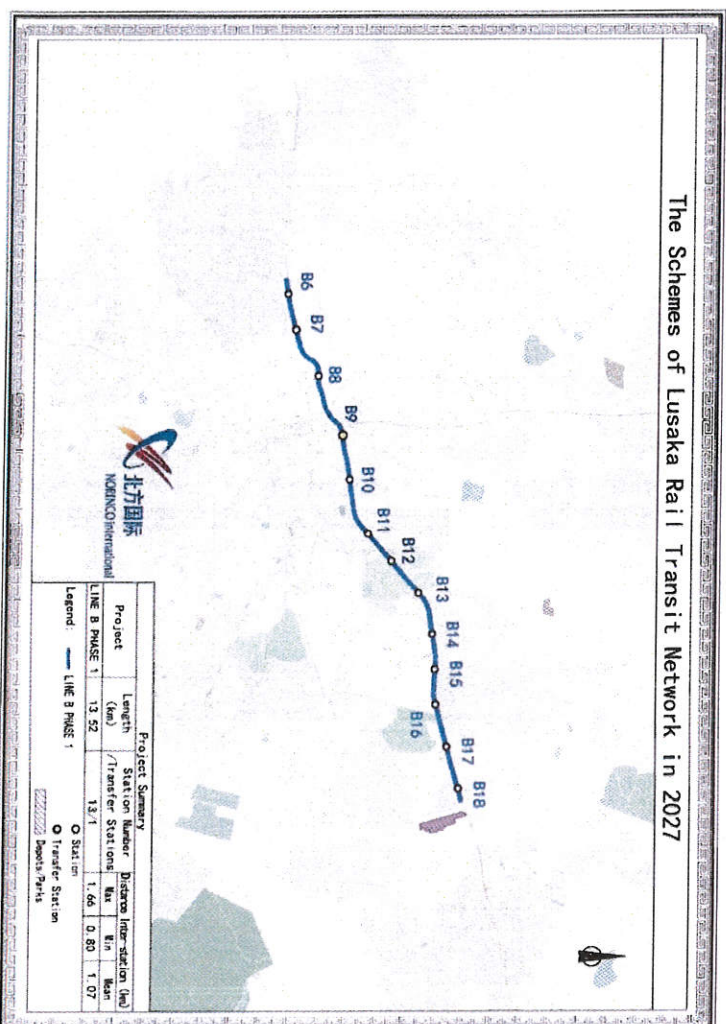 The Schemes of Lusaka Rail Transit Network in 2027
B6
B7
B8
B9
B10
B11
B12
B13
B14
B15
B16
B17
B18
北方国际
NORINCO International
Project Summary
Project
Length
(km)
Station Number
/Transfer Stations
Distance Inter-station (km)
Max
Min
Mean
LINE B PHASE 1
13 52
13/1
1.66
0.80
1.07
Legend:
LINE B PHASE 1
Station
Transfer Station
Depots/Parks